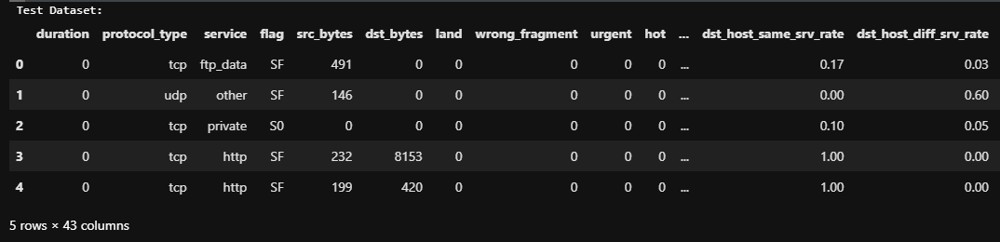 Test Dataset:
duration protocol_type service flag src_bytes dst_bytes land wrong_fragment urgent hot ... dst_host_same_srv_rate dst_host_diff_srv_rate
0 0 tcp ftp_data SF 491 0 0 0 0 0 ... 0.17 0.03
1 0 udp other SF 146 0 0 0 0 0 ... 0.00 0.60
2 0 tcp private S0 0 0 0 0 0 0 ... 0.10 0.05
3 0 tcp http SF 232 8153 0 0 0 0 ... 1.00 0.00
4 0 tcp http SF 199 420 0 0 0 0 ... 1.00 0.00
5 rows × 43 columns